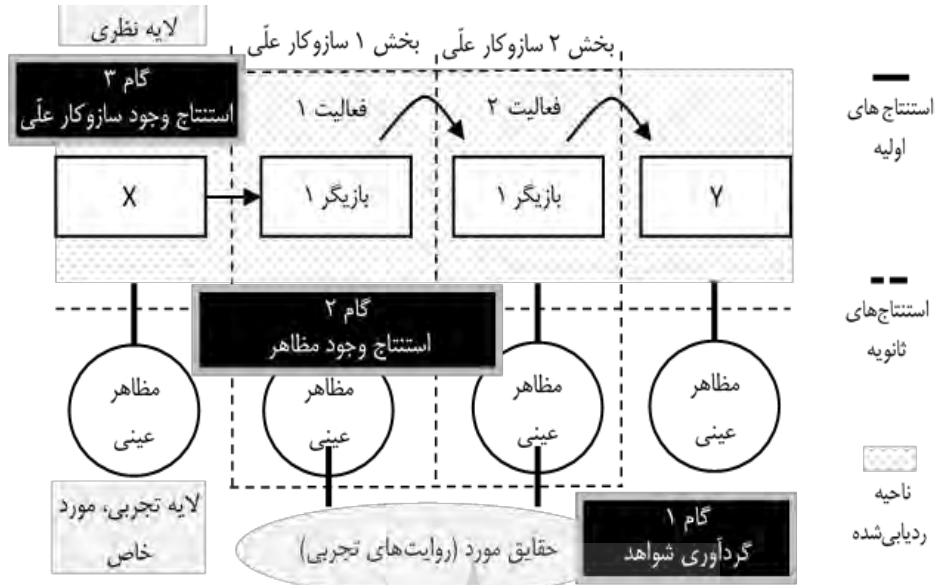 لایه نظری
بخش ۱ سازوکار علّی
بخش ۲ سازوکار علّی
گام ۳
استنتاج وجود سازوکار علی
فعالیت ۱
فعالیت ۲
X
بازیگر ۱
بازیگر ۱
Y
گام ۲
استنتاج وجود مظاهر
مظاهر
عینی
مظاهر
عینی
مظاهر
عینی
مظاهر
عینی
لایه تجربی، مورد
خاص
حقایق مورد (روایت‌های تجربی)
گام ۱
گردآوری شواهد
استنتاج‌های
اولیه
استنتاج‌های
ثانویه
ناحیه
ردیابی‌شده